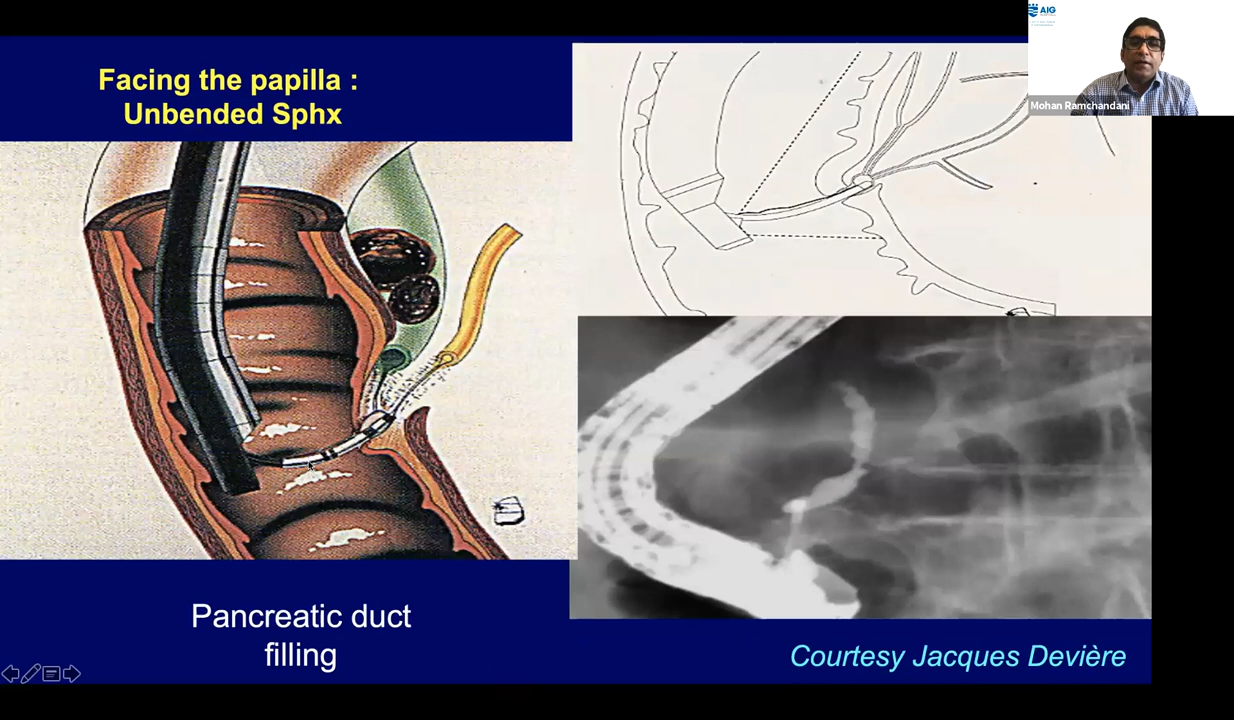 Facing the papilla :
Unbended Sphx
AIG
Mohan Ramchandani
Pancreatic duct
filling
Courtesy Jacques Devière